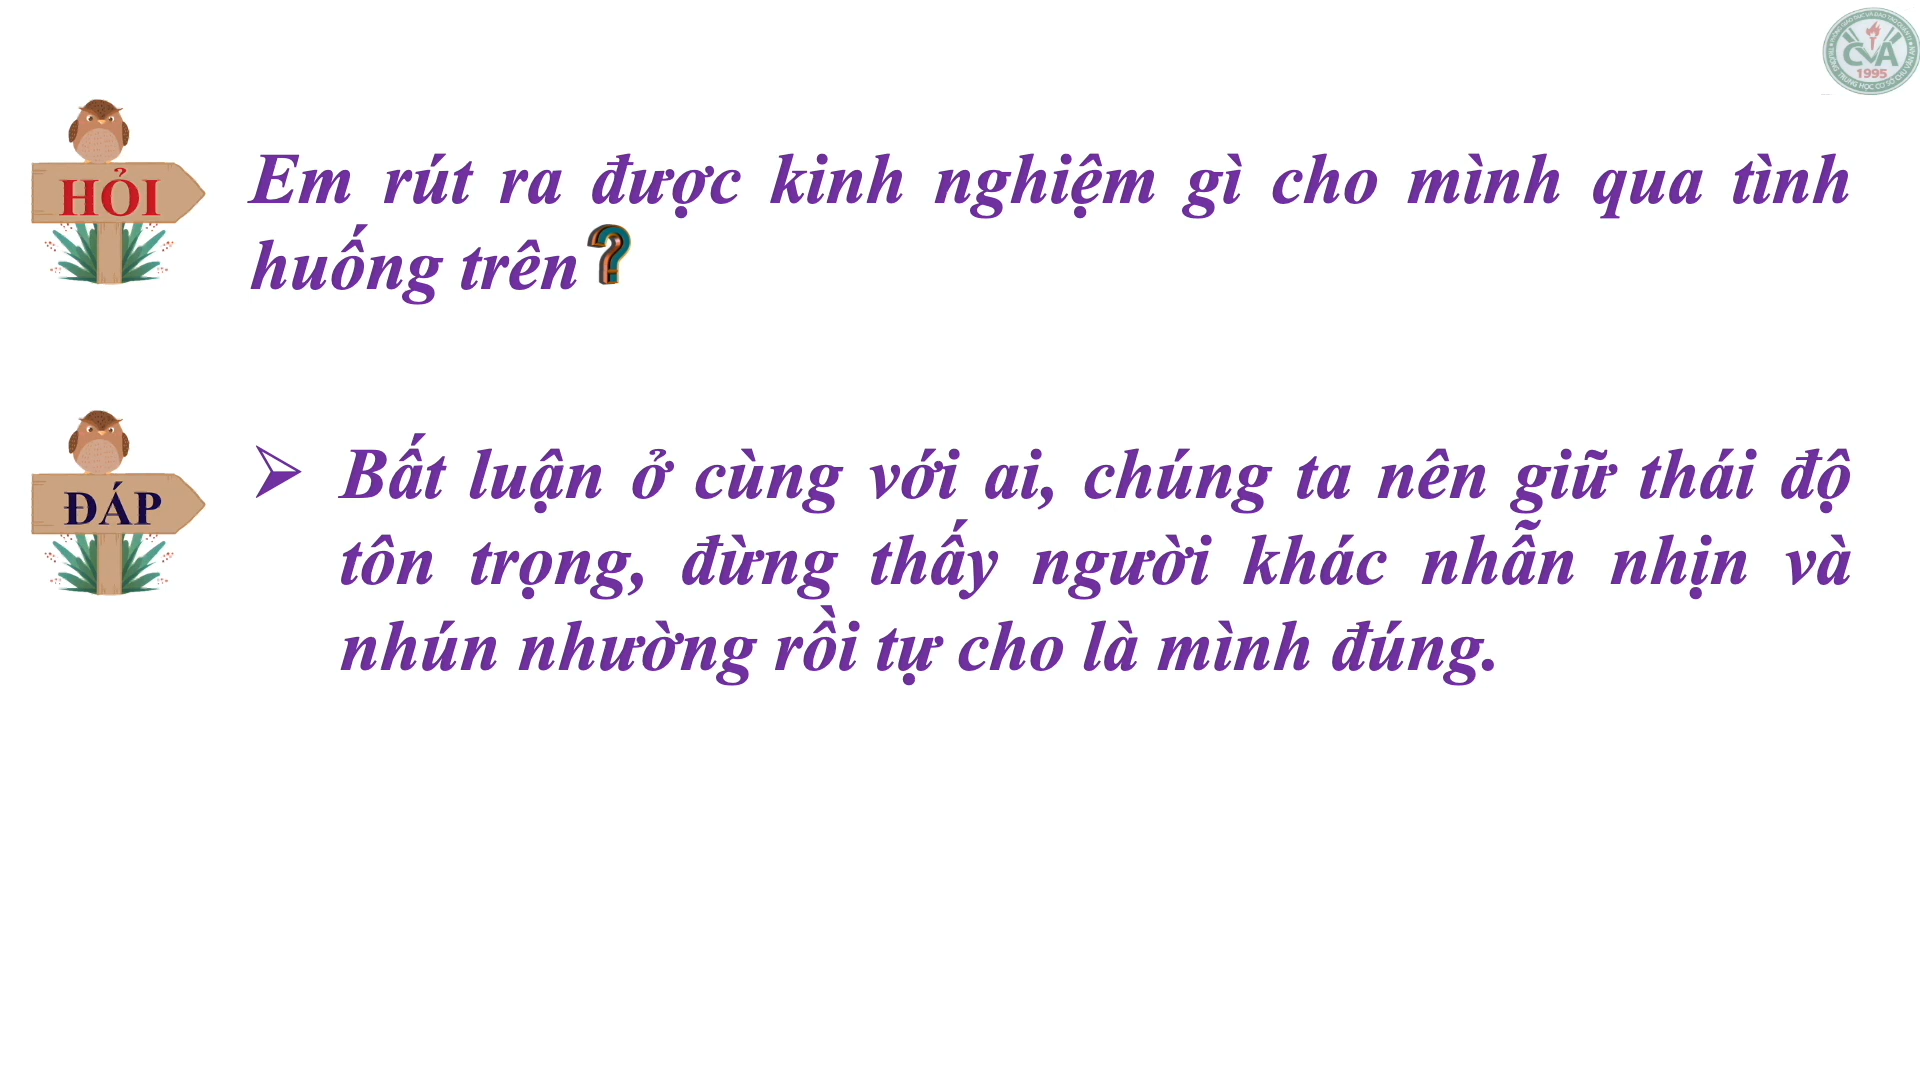 CVA
1995
HỎI
Em rút ra được kinh nghiệm gì cho mình qua tình
huống trên?
ĐÁP
➢ Bất luận ở cùng với ai, chúng ta nên giữ thái độ
tôn trọng, đừng thấy người khác nhẫn nhịn và
nhún nhường rồi tự cho là mình đúng.